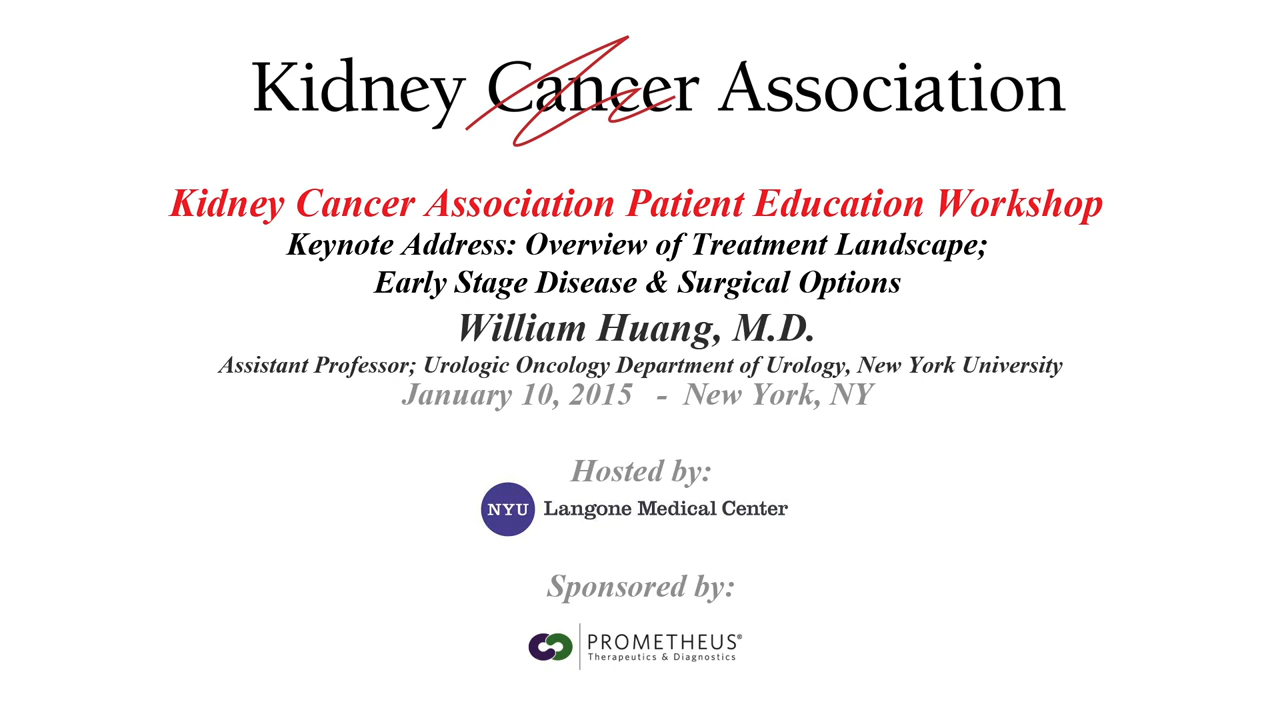 Kidney Cancer Association
Kidney Cancer Association Patient Education Workshop
Keynote Address: Overview of Treatment Landscape;
Early Stage Disease & Surgical Options
William Huang, M.D.
Assistant Professor; Urologic Oncology Department of Urology, New York University
January 10, 2015 - New York, NY
Hosted by:
NYU Langone Medical Center
Sponsored by:
PROMETHEUS®
Therapeutics & Diagnostics